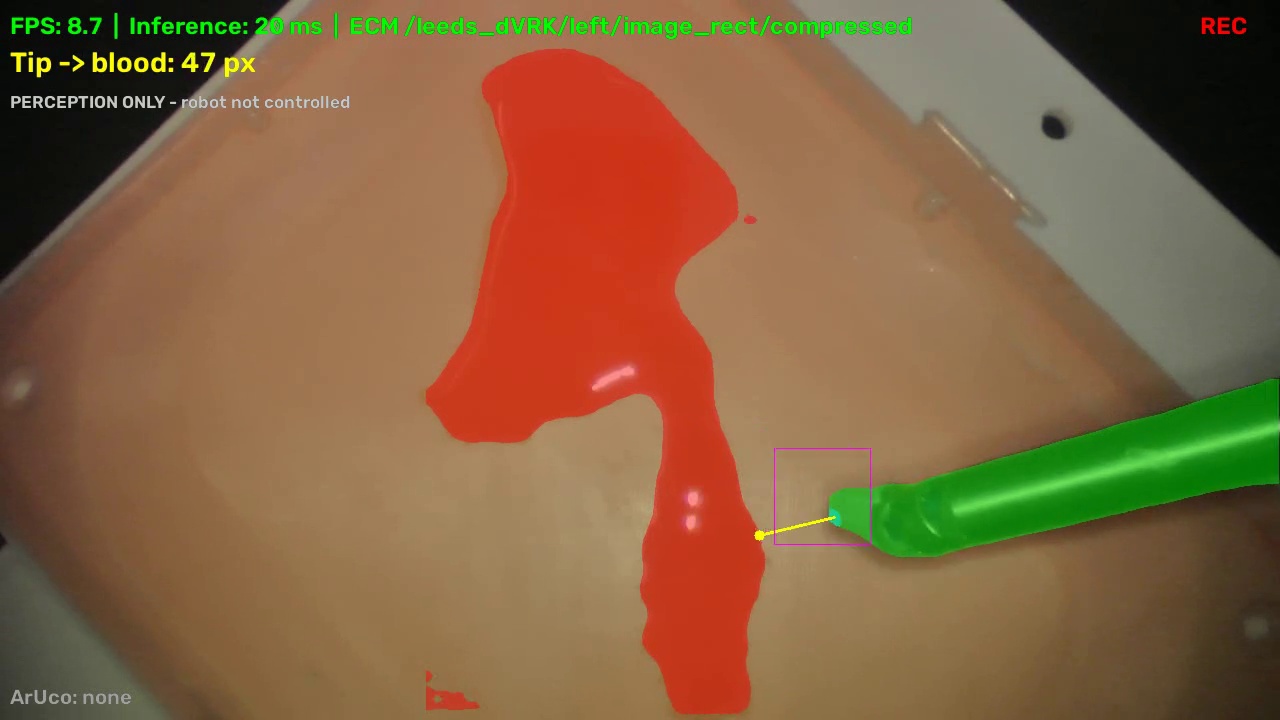 FPS: 8.7 | Inference: 20 ms | ECM /leeds_dVRK/left/image_rect/compressed
REC
Tip -> blood: 47 px
PERCEPTION ONLY - robot not controlled
ArUco: none